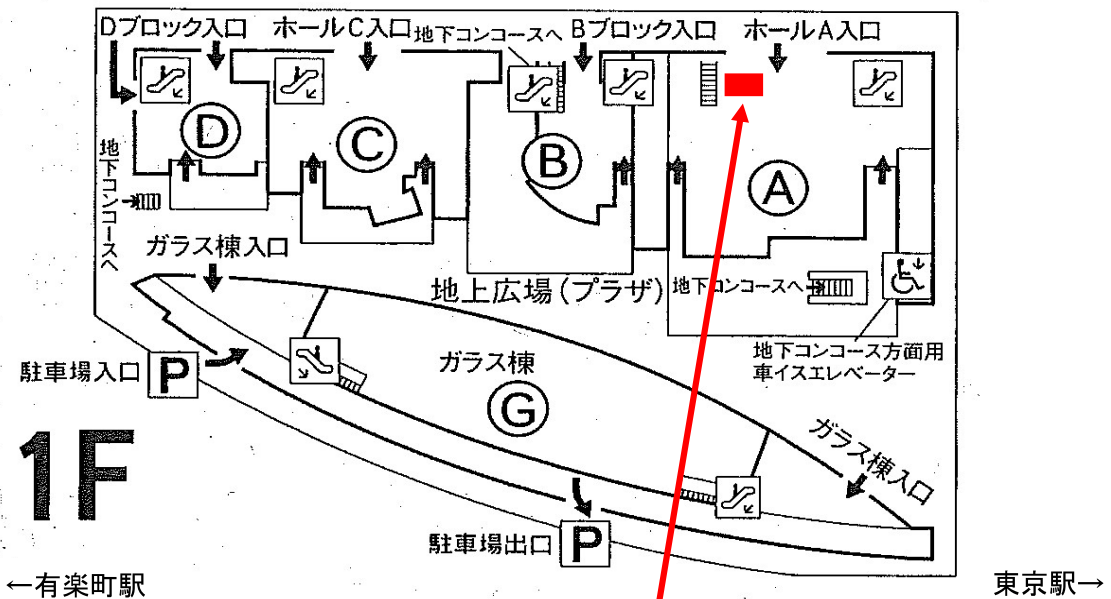 Dブロック入口
ホールC入口
地下コンコースへ
Bブロック入口
ホールA入口
D
C
B
A
地下コンコースへ
ガラス棟入口
地上広場(プラザ)
地下コンコースへ
地下コンコース方面用
車イスエレベーター
駐車場入口
P
ガラス棟
G
ガラス棟入口
1F
駐車場出口
P
←有楽町駅
東京駅→